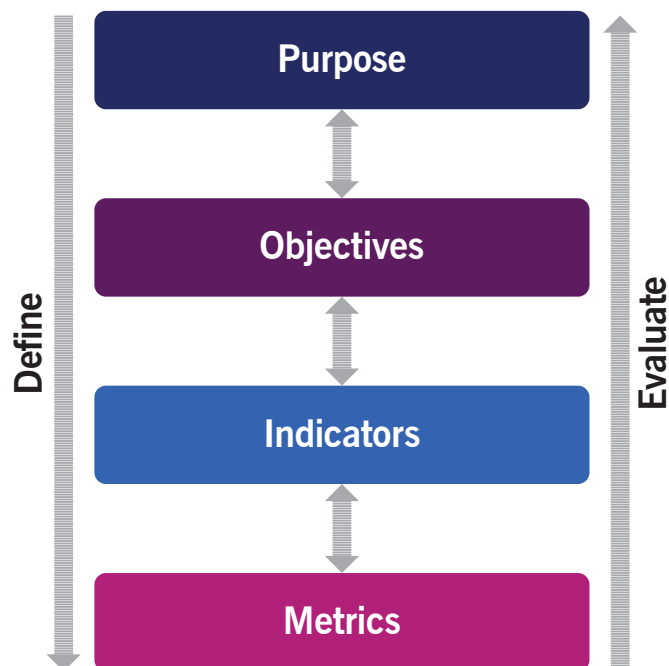 Purpose
Objectives
Define
Evaluate
Indicators
Metrics